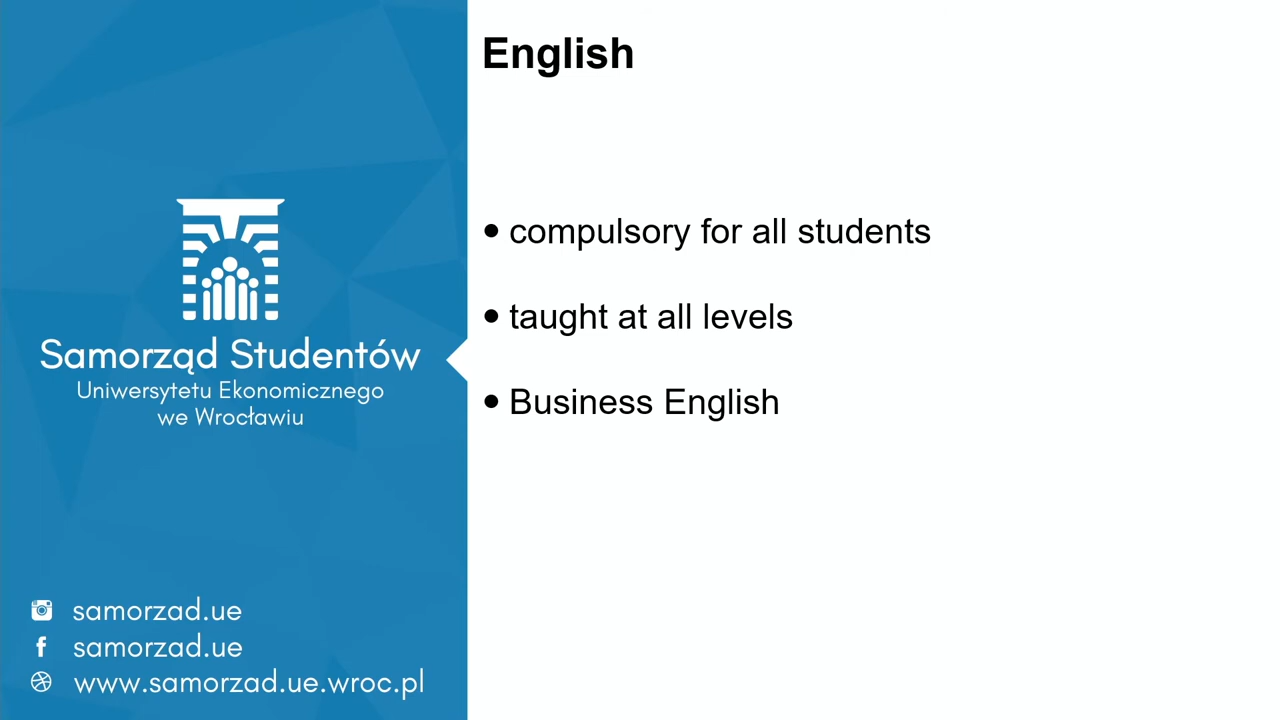 English
• compulsory for all students
• taught at all levels
• Business English
Samorząd Studentów
Uniwersytetu Ekonomicznego
we Wrocławiu
samorzad.ue
samorzad.ue
www.samorzad.ue.wroc.pl